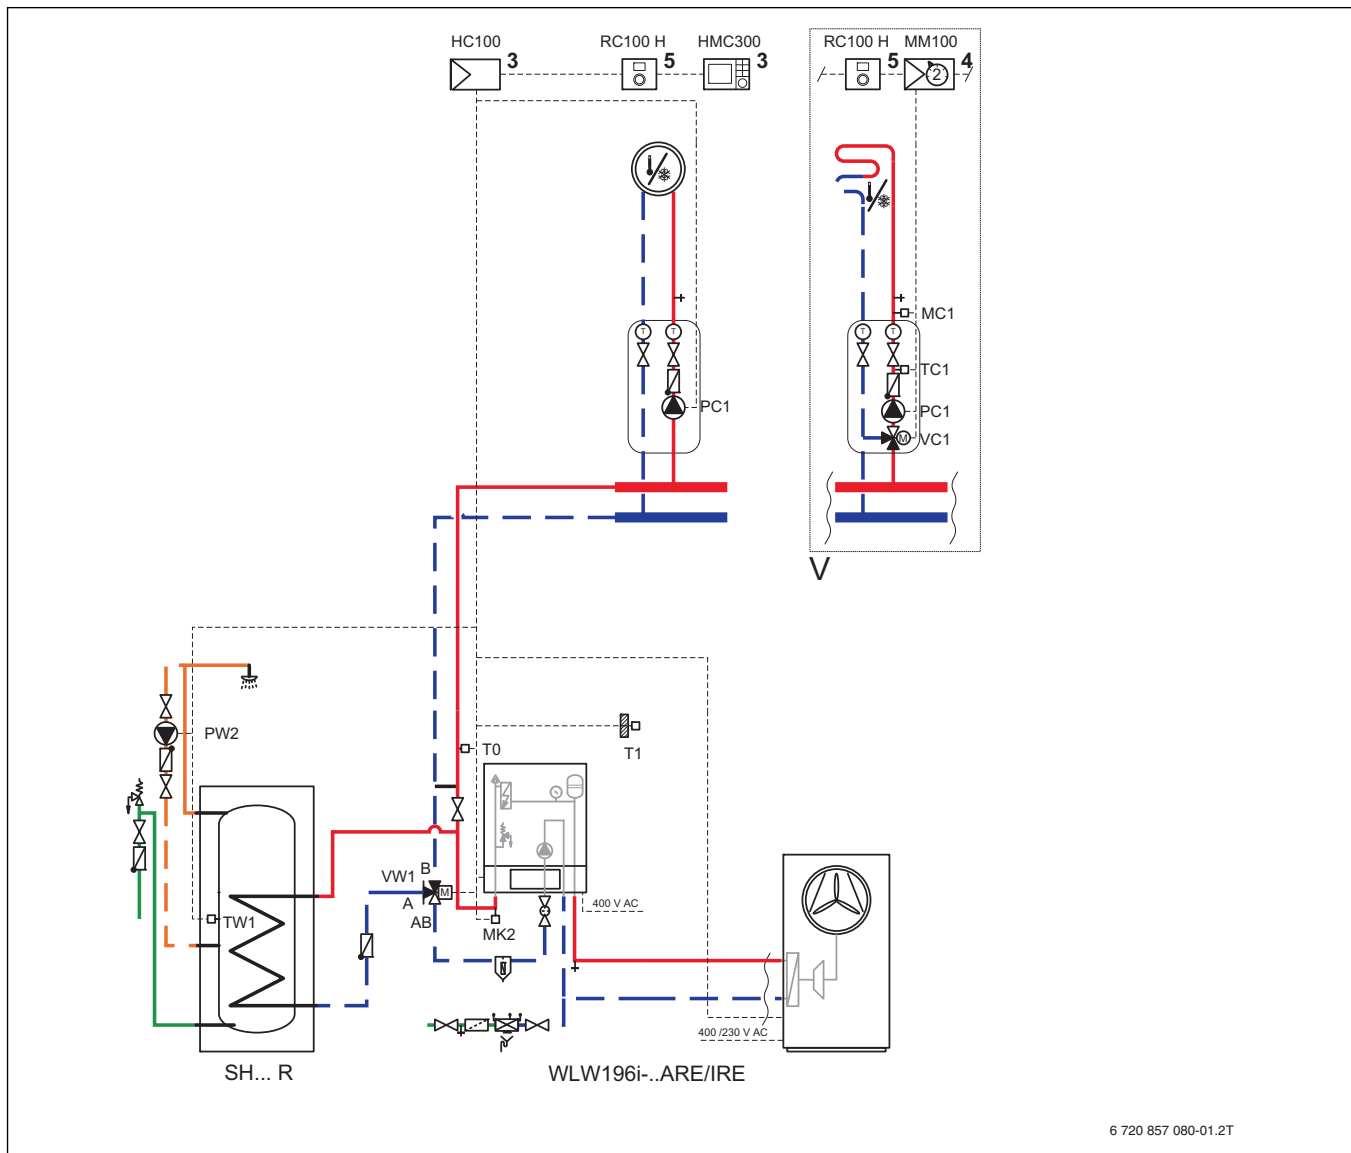 HC100
3
RC100 H
5
HMC300
3
RC100 H
5
MM100
2
4
T
T
PC1
T
T
MC1
TC1
PC1
M
VC1
V
PW2
T0
T1
B
VW1
M
A
AB
TW1
MK2
400 V AC
400 /230 V AC
SH... R
WLW196i-..ARE/IRE
6 720 857 080-01.2T